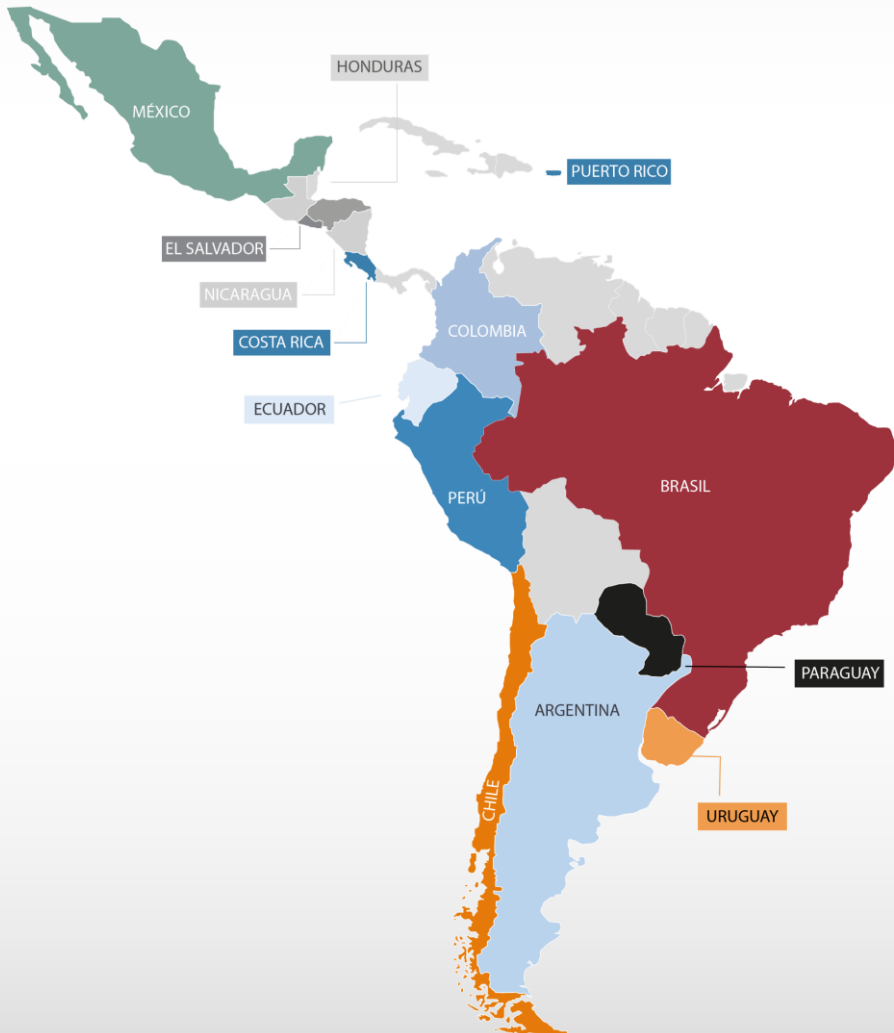 HONDURAS
MÉXICO
PUERTO RICO
EL SALVADOR
NICARAGUA
COLOMBIA
COSTA RICA
ECUADOR
BRASIL
PERÚ
PARAGUAY
ARGENTINA
CHILE
URUGUAY